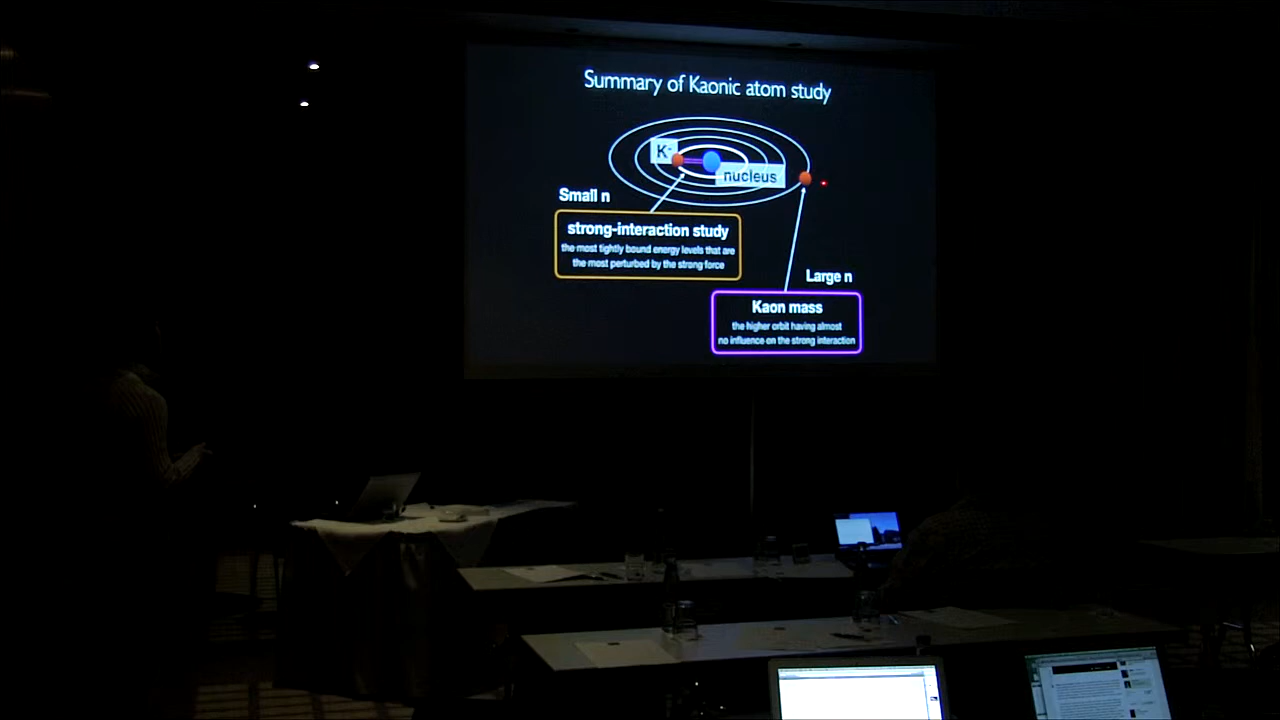 Summary of Kaonic atom study
K-
nucleus
Small n
strong-interaction study
the most tightly bound energy levels that are
the most perturbed by the strong force
Large n
Kaon mass
the higher orbit having almost
no influence on the strong interaction